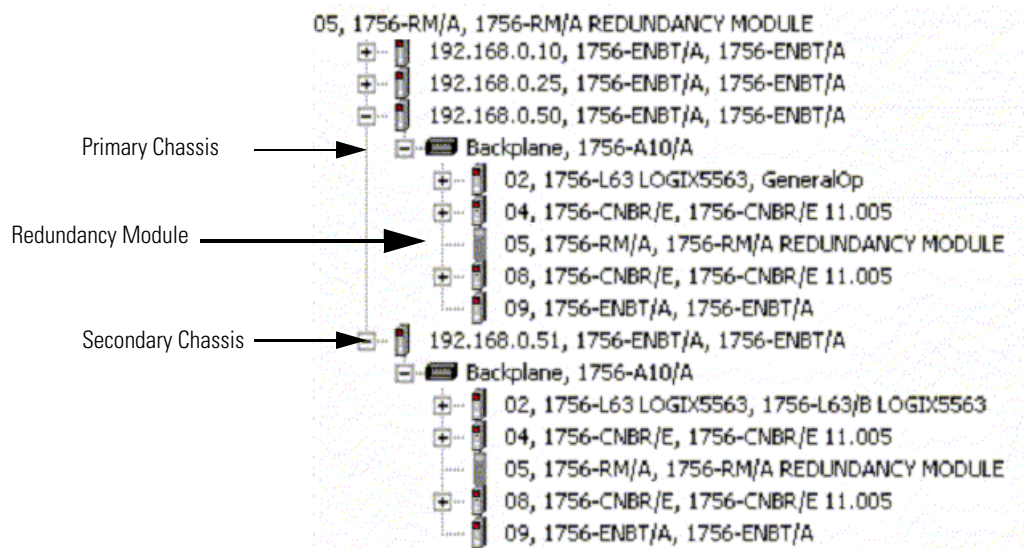 05, 1756-RM/A, 1756-RM/A REDUNDANCY MODULE
192.168.0.10, 1756-ENBT/A, 1756-ENBT/A
192.168.0.25, 1756-ENBT/A, 1756-ENBT/A
192.168.0.50, 1756-ENBT/A, 1756-ENBT/A
Primary Chassis
Backplane, 1756-A10/A
02, 1756-L63 LOGIX5563, GeneralOp
04, 1756-CNBR/E, 1756-CNBR/E 11.005
Redundancy Module
05, 1756-RM/A, 1756-RM/A REDUNDANCY MODULE
08, 1756-CNBR/E, 1756-CNBR/E 11.005
09, 1756-ENBT/A, 1756-ENBT/A
Secondary Chassis
192.168.0.51, 1756-ENBT/A, 1756-ENBT/A
Backplane, 1756-A10/A
02, 1756-L63 LOGIX5563, 1756-L63/B LOGIX5563
04, 1756-CNBR/E, 1756-CNBR/E 11.005
05, 1756-RM/A, 1756-RM/A REDUNDANCY MODULE
08, 1756-CNBR/E, 1756-CNBR/E 11.005
09, 1756-ENBT/A, 1756-ENBT/A